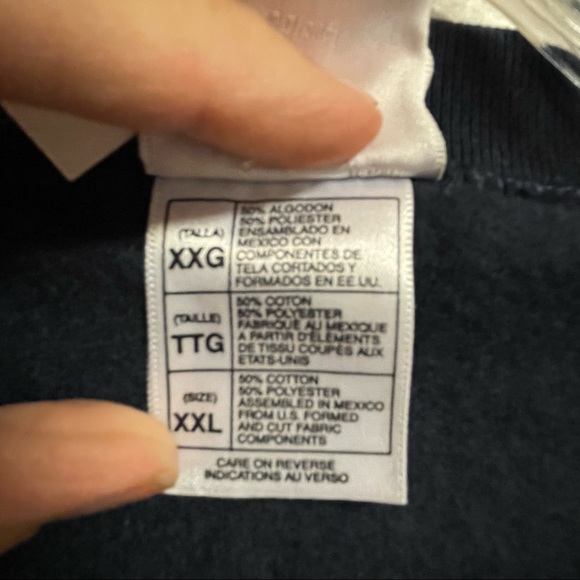 (TALLA)
XXG
50% ALGODON
50% POLIESTER
ENSAMBLADO EN
MEXICO CON
COMPONENTES DE
TELA CORTADOS Y
FORMADOS EN EE.UU.
(TAILLE)
TTG
50% COTON
50% POLYESTER
FABRIQUÉ AU MEXIQUE
A PARTIR D'ÉLÉMENTS
DE TISSU COUPÉS AUX
ETATS-UNIS
(SIZE)
XXL
50% COTTON
50% POLYESTER
ASSEMBLED IN MEXICO
FROM U.S. FORMED
AND CUT FABRIC
COMPONENTS
CARE ON REVERSE
INDICATIONS AU VERSO